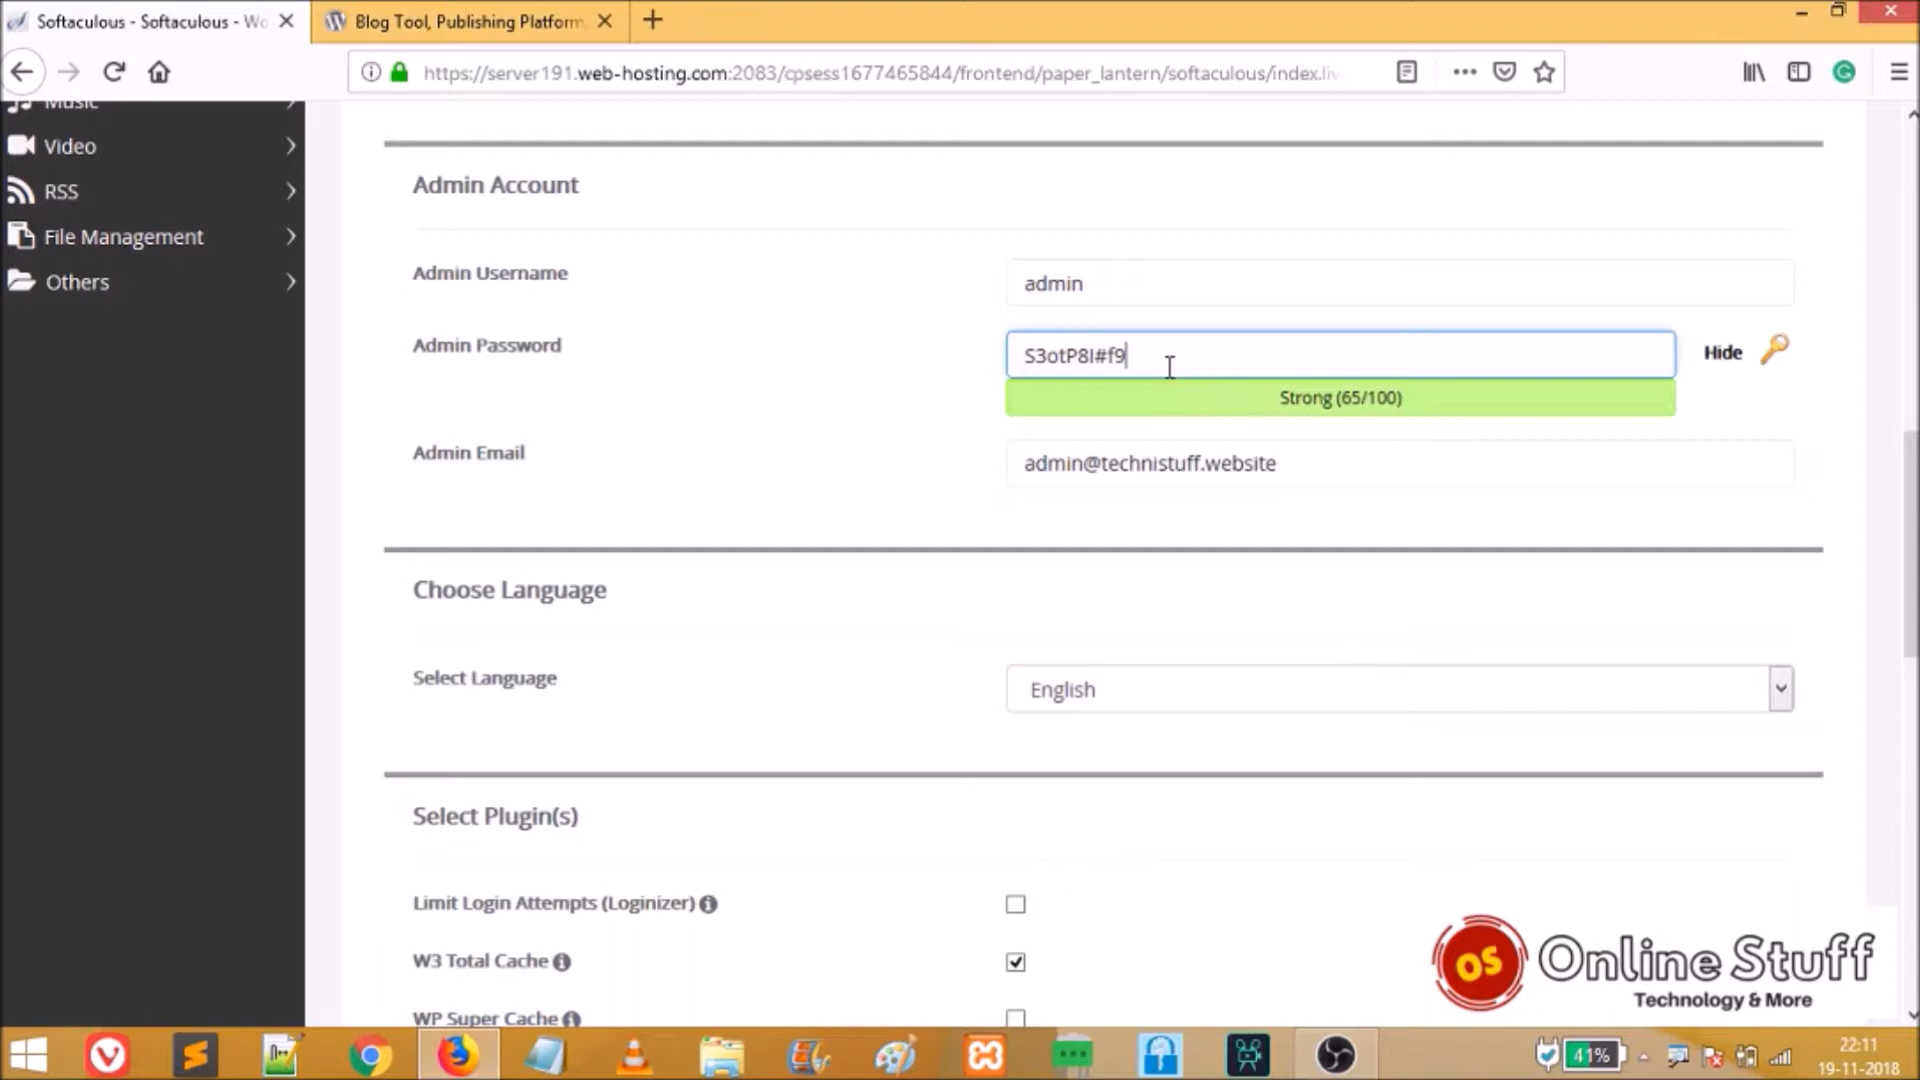 Softaculous - Softaculous - Wo
Blog Tool, Publishing Platform,
https://server191.web-hosting.com:2083/cpsess1677465844/frontend/paper_lantern/softaculous/index.liv
Music
Video
RSS
File Management
Others
Admin Account
Admin Username
admin
Admin Password
S3otP8I#f9
Hide
Strong (65/100)
Admin Email
admin@technistuff.website
Choose Language
Select Language
English
Select Plugin(s)
Limit Login Attempts (Loginizer)
W3 Total Cache
WP Super Cache
OS Online Stuff
Technology & More
41%
22:11
19-11-2018